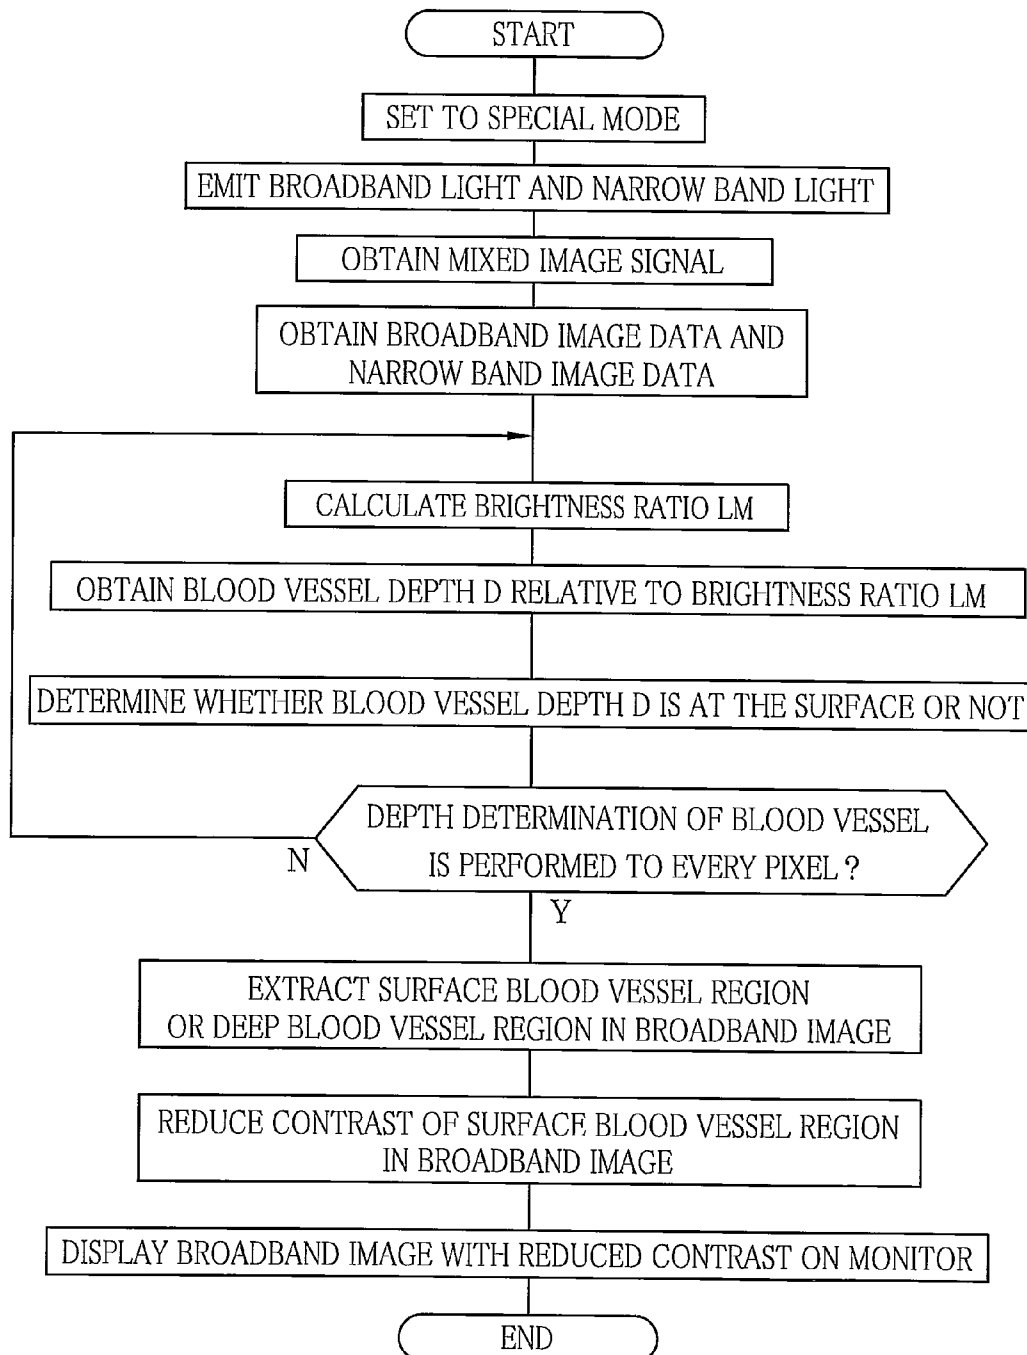 START
SET TO SPECIAL MODE
EMIT BROADBAND LIGHT AND NARROW BAND LIGHT
OBTAIN MIXED IMAGE SIGNAL
OBTAIN BROADBAND IMAGE DATA AND
NARROW BAND IMAGE DATA
CALCULATE BRIGHTNESS RATIO LM
OBTAIN BLOOD VESSEL DEPTH D RELATIVE TO BRIGHTNESS RATIO LM
DETERMINE WHETHER BLOOD VESSEL DEPTH D IS AT THE SURFACE OR NOT
DEPTH DETERMINATION OF BLOOD VESSEL
IS PERFORMED TO EVERY PIXEL ?
N
Y
EXTRACT SURFACE BLOOD VESSEL REGION
OR DEEP BLOOD VESSEL REGION IN BROADBAND IMAGE
REDUCE CONTRAST OF SURFACE BLOOD VESSEL REGION
IN BROADBAND IMAGE
DISPLAY BROADBAND IMAGE WITH REDUCED CONTRAST ON MONITOR
END